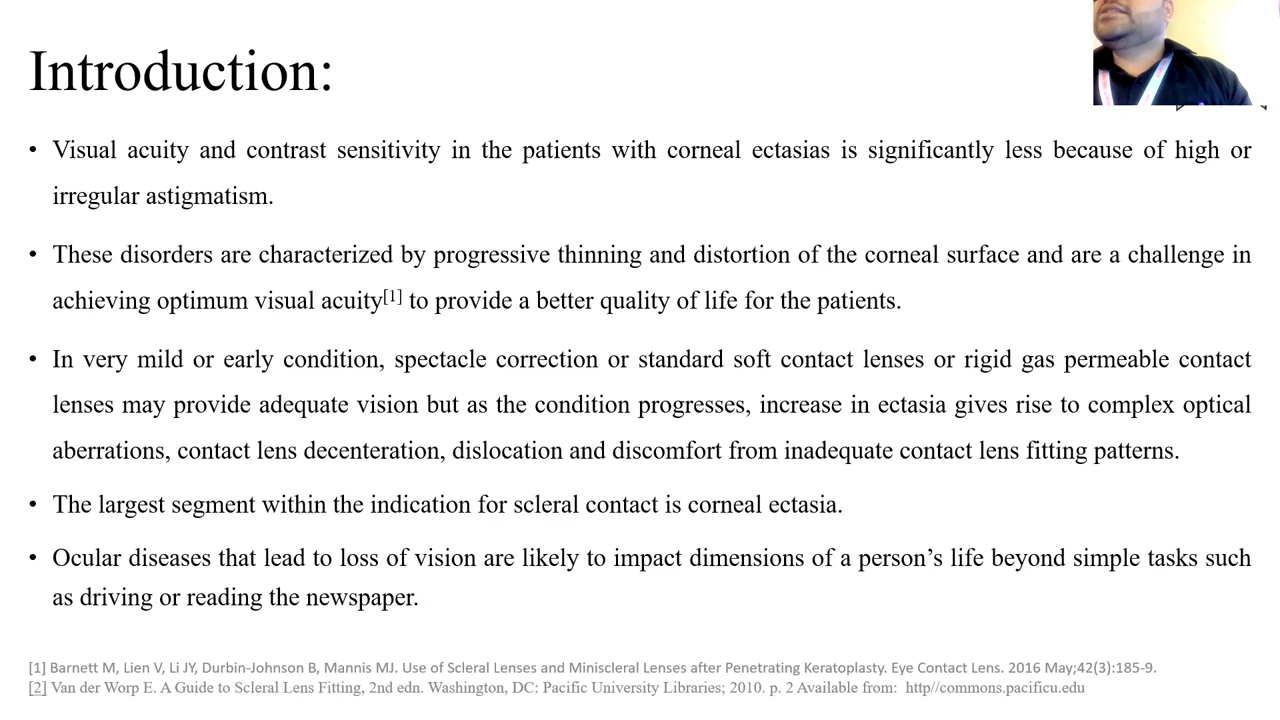 Introduction:
• Visual acuity and contrast sensitivity in the patients with corneal ectasias is significantly less because of high or
irregular astigmatism.
• These disorders are characterized by progressive thinning and distortion of the corneal surface and are a challenge in
achieving optimum visual acuity[1] to provide a better quality of life for the patients.
• In very mild or early condition, spectacle correction or standard soft contact lenses or rigid gas permeable contact
lenses may provide adequate vision but as the condition progresses, increase in ectasia gives rise to complex optical
aberrations, contact lens decenteration, dislocation and discomfort from inadequate contact lens fitting patterns.
• The largest segment within the indication for scleral contact is corneal ectasia.
• Ocular diseases that lead to loss of vision are likely to impact dimensions of a person’s life beyond simple tasks such
as driving or reading the newspaper.
[1] Barnett M, Lien V, Li JY, Durbin-Johnson B, Mannis MJ. Use of Scleral Lenses and Miniscleral Lenses after Penetrating Keratoplasty. Eye Contact Lens. 2016 May;42(3):185-9.
[2] Van der Worp E. A Guide to Scleral Lens Fitting, 2nd edn. Washington, DC: Pacific University Libraries; 2010. p. 2 Available from: http//commons.pacificu.edu